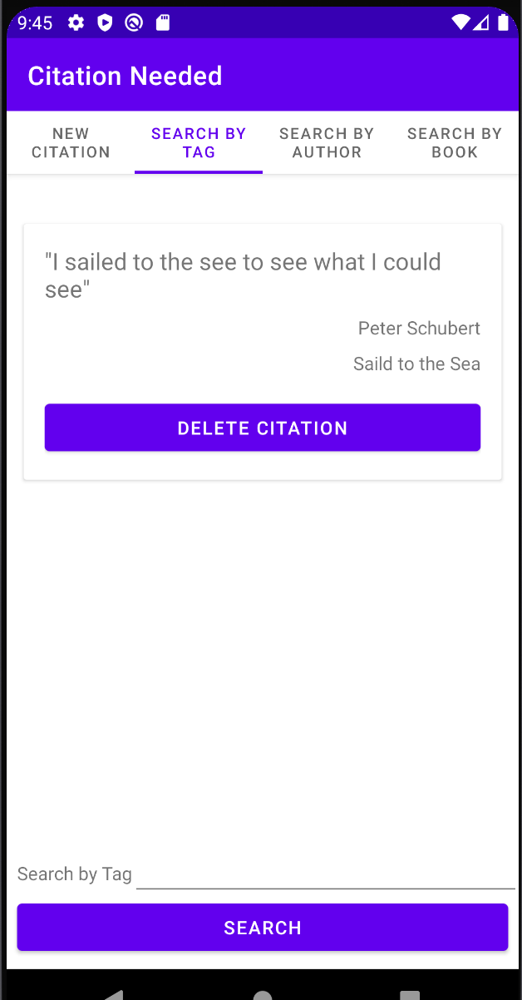 9:45
Citation Needed
NEW
CITATION
SEARCH BY
TAG
SEARCH BY
AUTHOR
SEARCH BY
BOOK
"I sailed to the see to see what I could
see"
Peter Schubert
Saild to the Sea
DELETE CITATION
Search by Tag
SEARCH